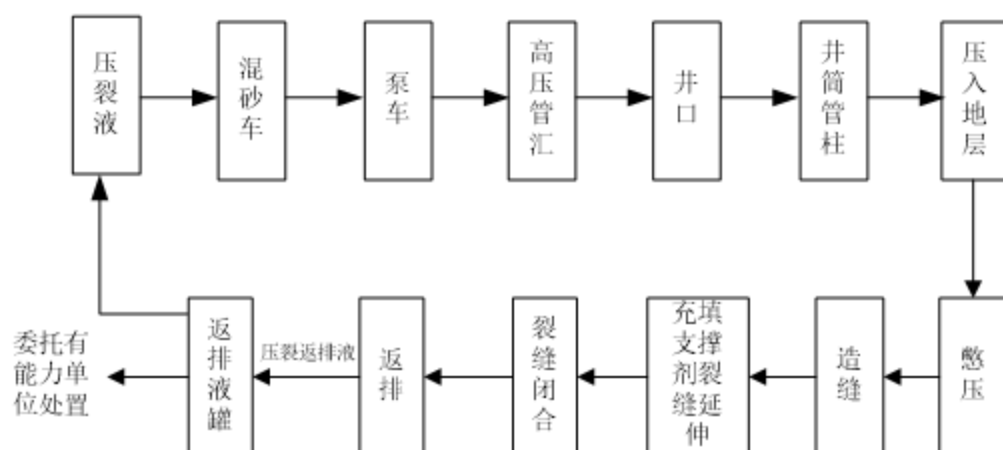 压裂液
混砂车
泵车
高压管汇
井口
井筒管柱
压入地层
委托有
能力单
位处置
返排液罐
压裂返排液
返排
裂缝闭合
充填
支撑
剂裂
缝延
伸
造缝
憋压